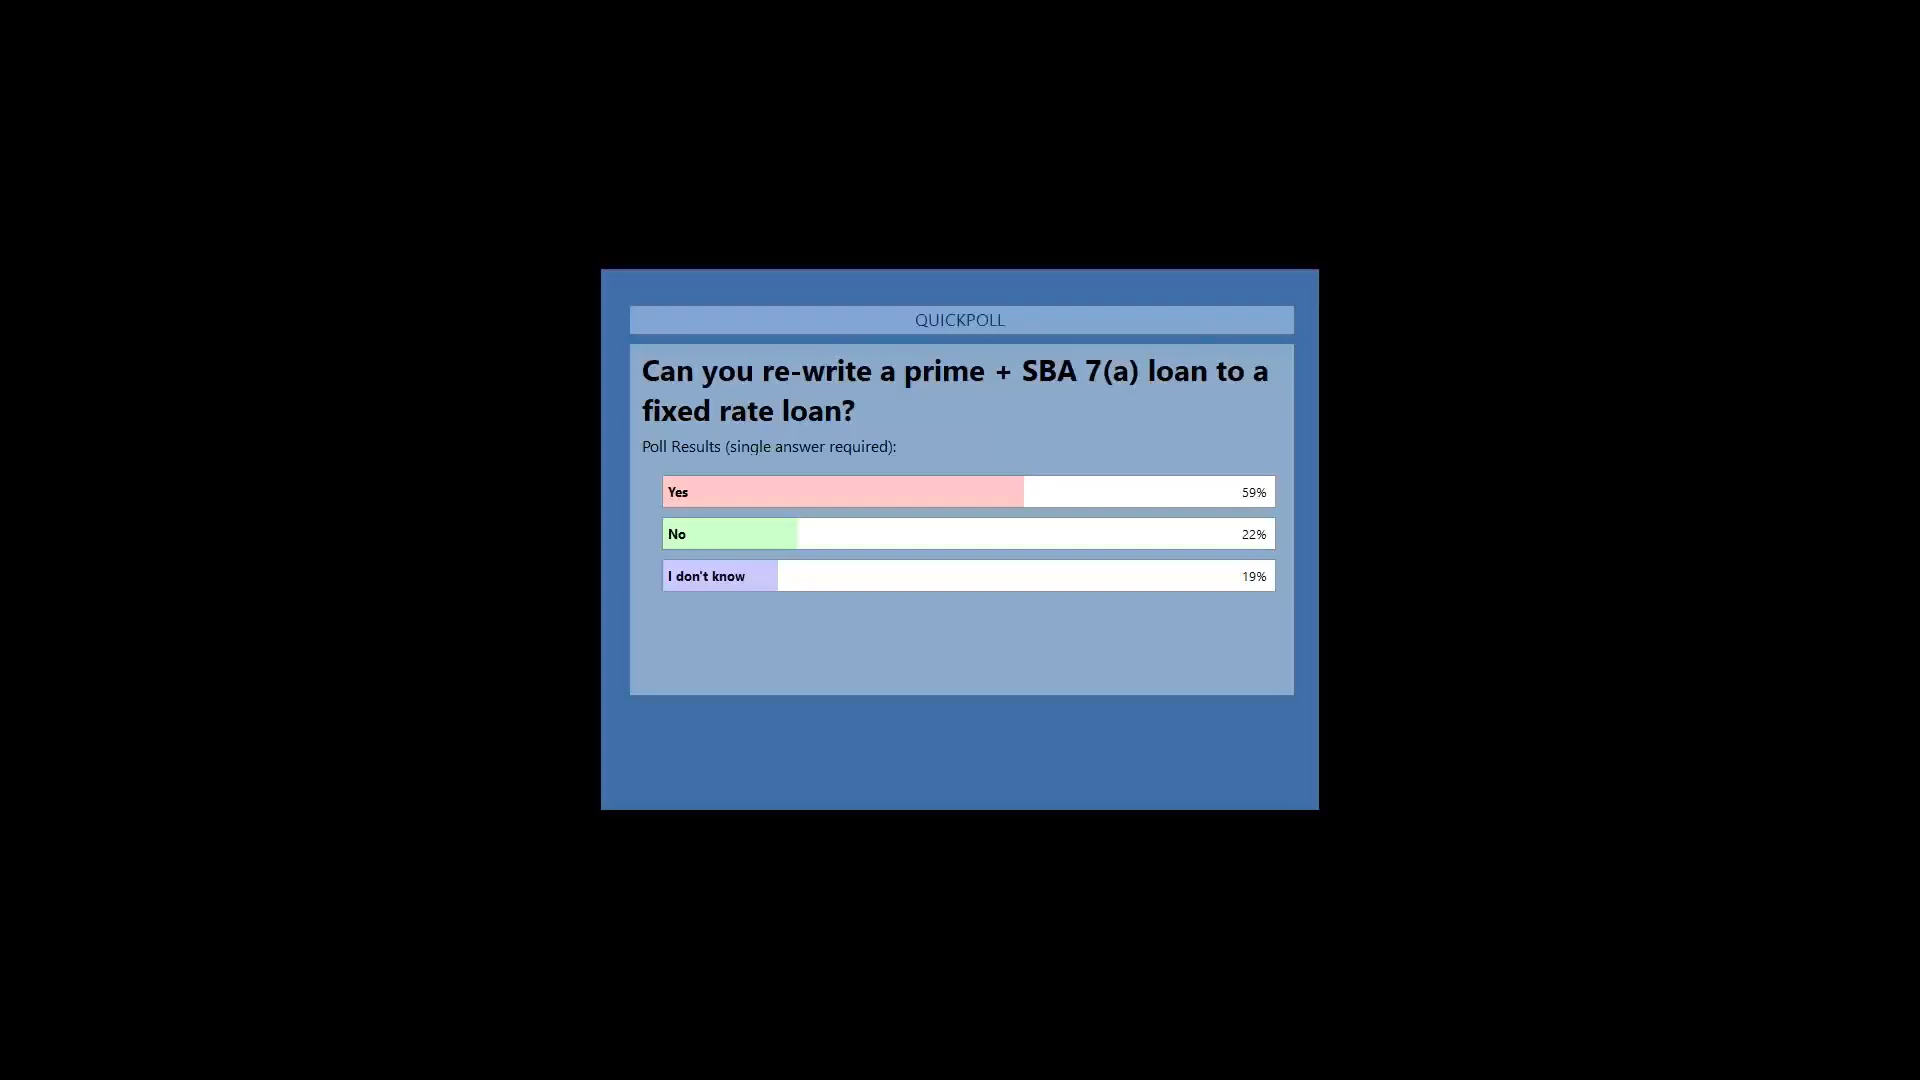 QUICKPOLL
Can you re-write a prime + SBA 7(a) loan to a
fixed rate loan?
Poll Results (single answer required):
Yes 59%
No 22%
I don't know 19%